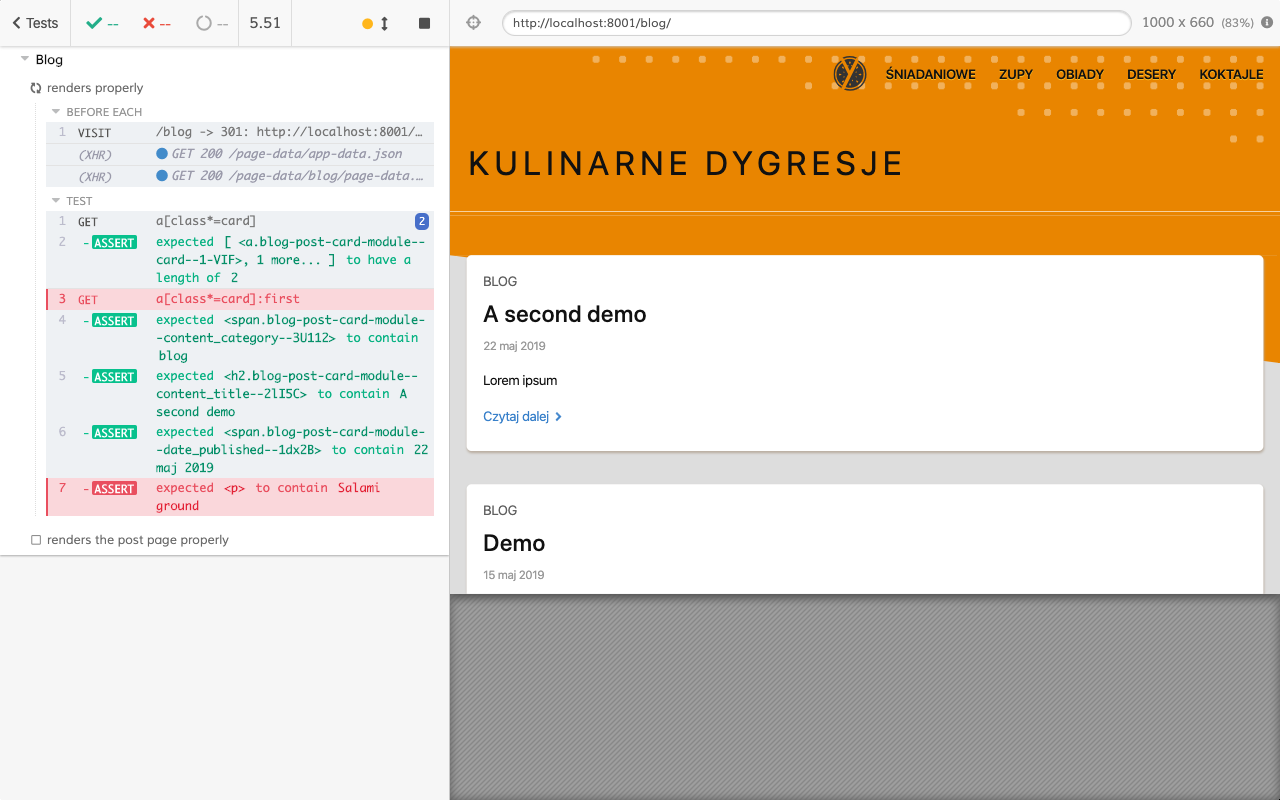 Tests
--
--
--
5.51
http://localhost:8001/blog/
1000 x 660 (83%)
Blog
renders properly
BEFORE EACH
1 VISIT /blog -> 301: http://localhost:8001/…
(XHR) GET 200 /page-data/app-data.json
(XHR) GET 200 /page-data/blog/page-data.…
TEST
1 GET a[class*=card] 2
2 - ASSERT expected [ <a.blog-post-card-module--
card--1-VIF>, 1 more... ] to have a
length of 2
3 GET a[class*=card]:first
4 - ASSERT expected <span.blog-post-card-module-
-content_category--3U112> to contain
blog
5 - ASSERT expected <h2.blog-post-card-module--
content_title--2lI5C> to contain A
second demo
6 - ASSERT expected <span.blog-post-card-module-
-date_published--1dx2B> to contain 22
maj 2019
7 - ASSERT expected <p> to contain Salami
ground
renders the post page properly
ŚNIADANIOWE ZUPY OBIADY DESERY KOKTAJLE
KULINARNE DYGRESJE
BLOG
A second demo
22 maj 2019
Lorem ipsum
Czytaj dalej
BLOG
Demo
15 maj 2019